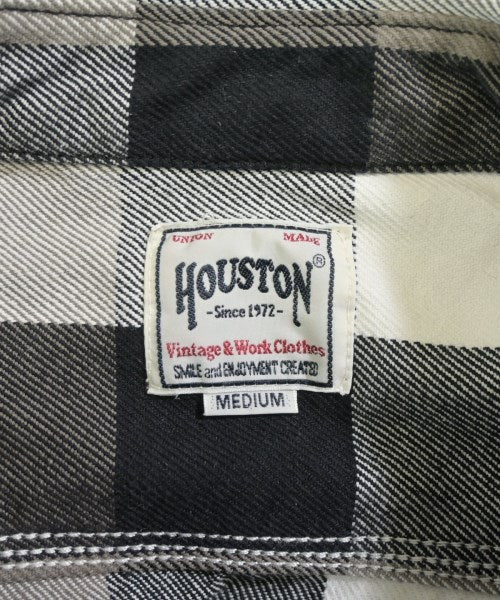 UNION MADE
HOUSTON®
-Since 1972-
Vintage & Work Clothes
SMILE and ENJOYMENT CREATED
MEDIUM